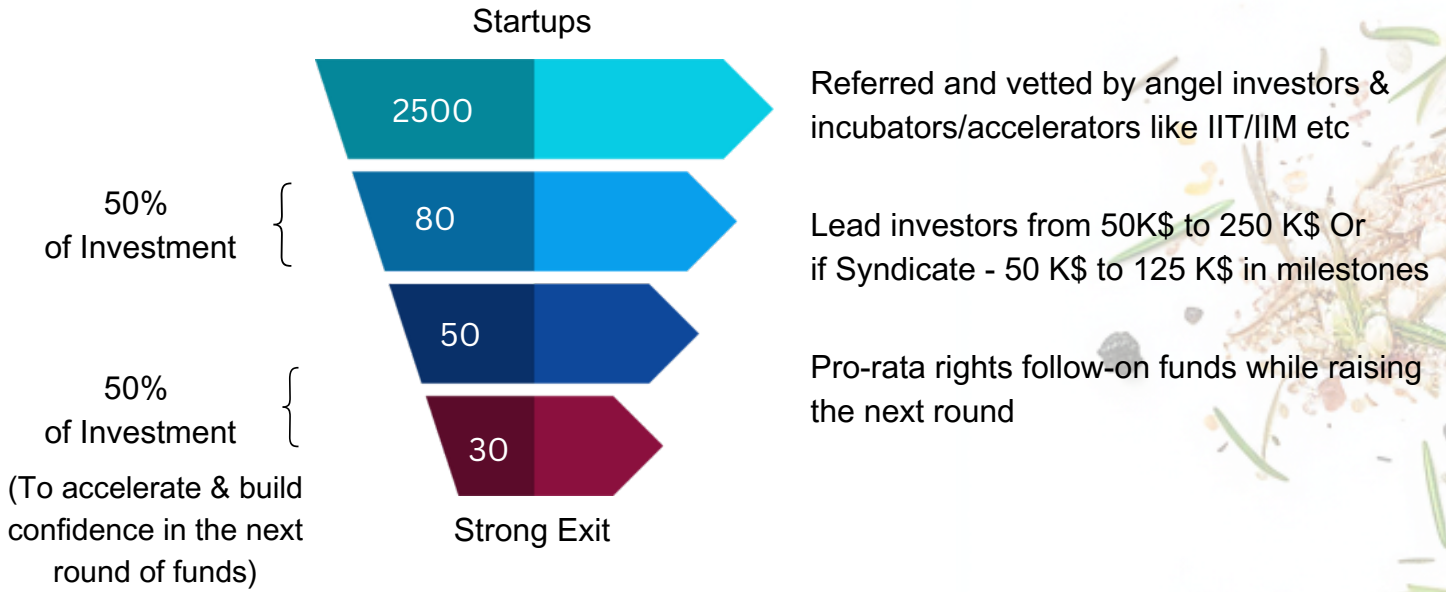 Startups
2500
Referred and vetted by angel investors &
incubators/accelerators like IIT/IIM etc
50%
of Investment
80
Lead investors from 50K$ to 250 K$ Or
if Syndicate - 50 K$ to 125 K$ in milestones
50
Pro-rata rights follow-on funds while raising
the next round
50%
of Investment
(To accelerate & build
confidence in the next
round of funds)
30
Strong Exit